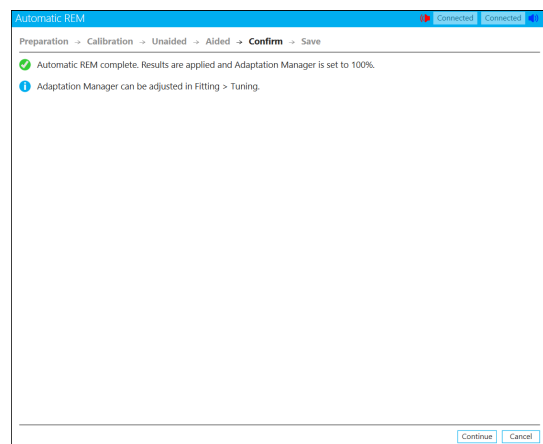 Automatic REM
Connected Connected
Preparation → Calibration → Unaided → Aided → Confirm → Save
Automatic REM complete. Results are applied and Adaptation Manager is set to 100%.
Adaptation Manager can be adjusted in Fitting > Tuning.
Continue Cancel